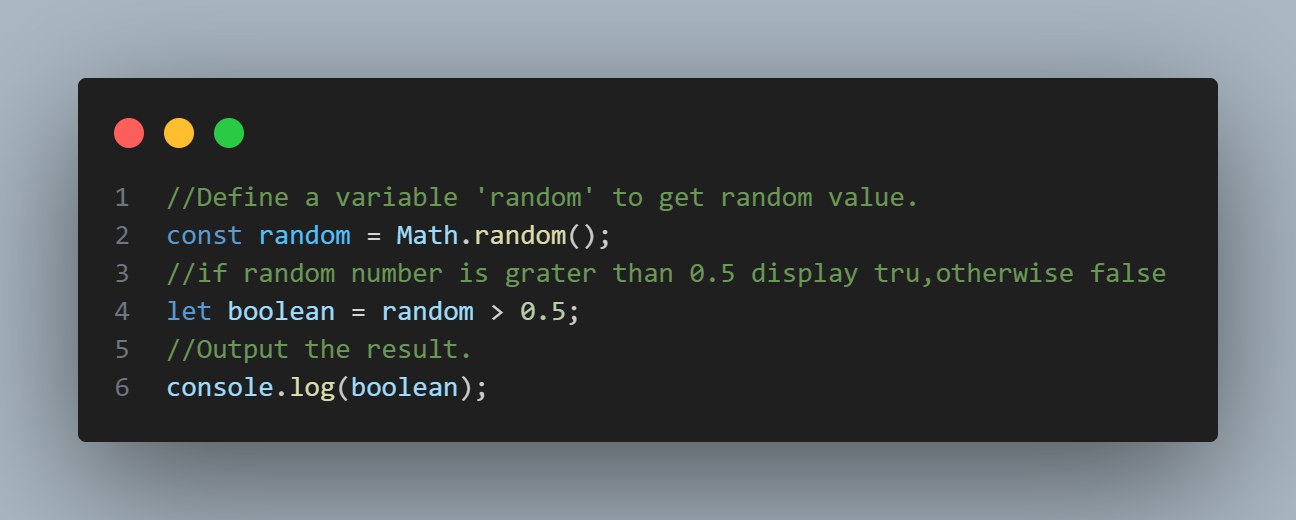 1 //Define a variable 'random' to get random value.
2 const random = Math.random();
3 //if random number is grater than 0.5 display tru,otherwise false
4 let boolean = random > 0.5;
5 //Output the result.
6 console.log(boolean);